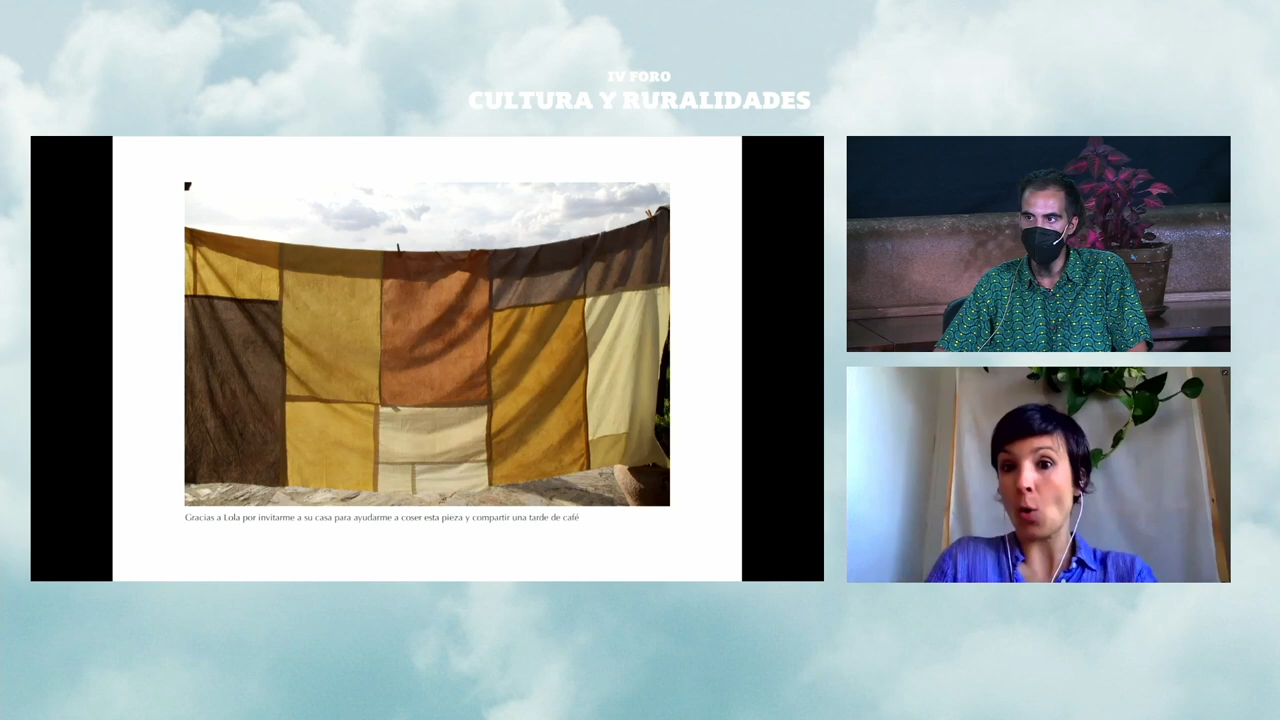 IV FORO
CULTURA Y RURALIDADES
Gracias a Lola por invitarme a su casa para ayudarme a coser esta pieza y compartir una tarde de café